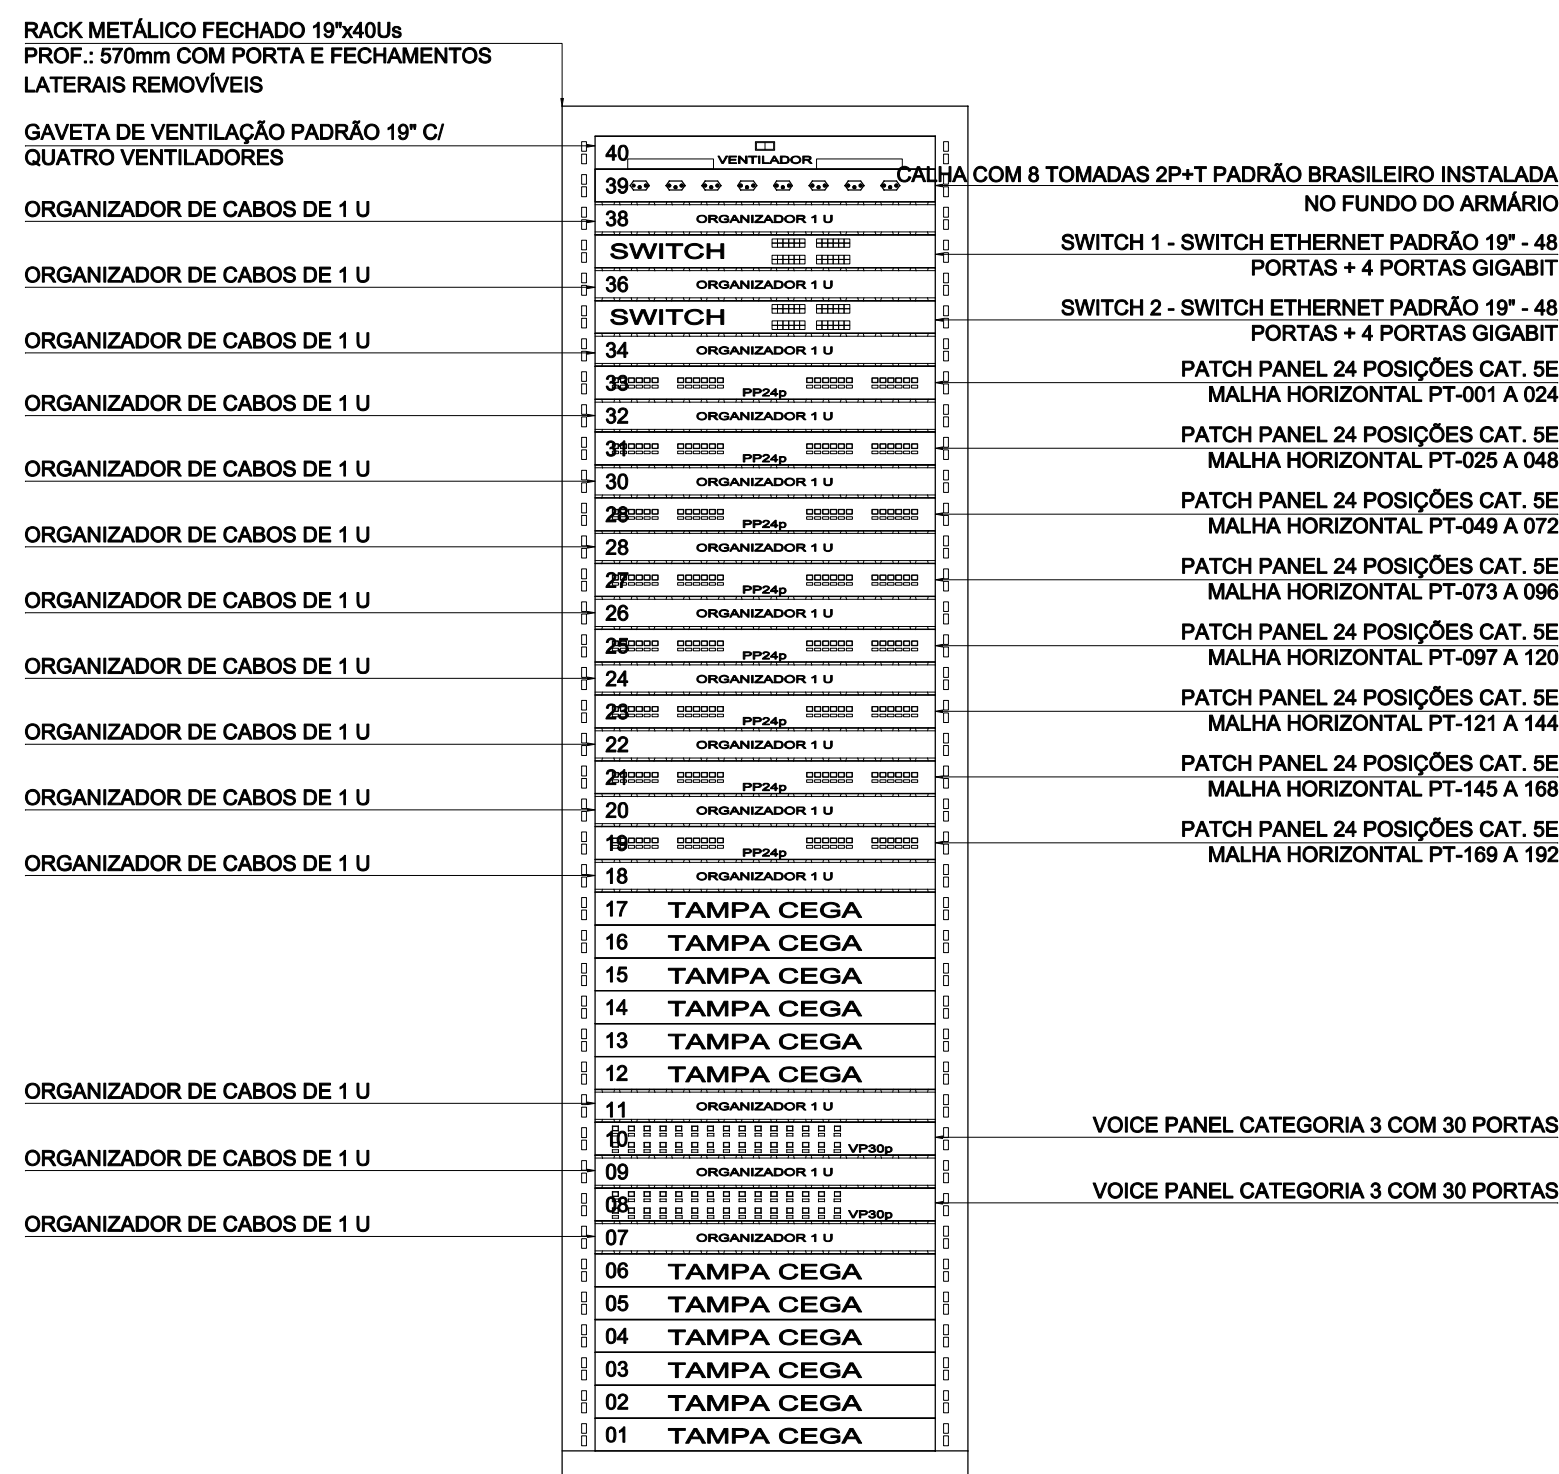 RACK METÁLICO FECHADO 19"x40Us
PROF.: 570mm COM PORTA E FECHAMENTOS
LATERAIS REMOVÍVEIS
GAVETA DE VENTILAÇÃO PADRÃO 19" C/
QUATRO VENTILADORES
ORGANIZADOR DE CABOS DE 1 U
ORGANIZADOR DE CABOS DE 1 U
ORGANIZADOR DE CABOS DE 1 U
ORGANIZADOR DE CABOS DE 1 U
ORGANIZADOR DE CABOS DE 1 U
ORGANIZADOR DE CABOS DE 1 U
ORGANIZADOR DE CABOS DE 1 U
ORGANIZADOR DE CABOS DE 1 U
ORGANIZADOR DE CABOS DE 1 U
ORGANIZADOR DE CABOS DE 1 U
ORGANIZADOR DE CABOS DE 1 U
ORGANIZADOR DE CABOS DE 1 U
ORGANIZADOR DE CABOS DE 1 U
ORGANIZADOR DE CABOS DE 1 U
40 VENTILADOR
39
38 ORGANIZADOR 1 U
SWITCH
36 ORGANIZADOR 1 U
SWITCH
34 ORGANIZADOR 1 U
33 PP24p
32 ORGANIZADOR 1 U
31 PP24p
30 ORGANIZADOR 1 U
28 PP24p
28 ORGANIZADOR 1 U
27 PP24p
26 ORGANIZADOR 1 U
25 PP24p
24 ORGANIZADOR 1 U
23 PP24p
22 ORGANIZADOR 1 U
21 PP24p
20 ORGANIZADOR 1 U
19 PP24p
18 ORGANIZADOR 1 U
17 TAMPA CEGA
16 TAMPA CEGA
15 TAMPA CEGA
14 TAMPA CEGA
13 TAMPA CEGA
12 TAMPA CEGA
11 ORGANIZADOR 1 U
10 VP30p
09 ORGANIZADOR 1 U
08 VP30p
07 ORGANIZADOR 1 U
06 TAMPA CEGA
05 TAMPA CEGA
04 TAMPA CEGA
03 TAMPA CEGA
02 TAMPA CEGA
01 TAMPA CEGA
CALHA COM 8 TOMADAS 2P+T PADRÃO BRASILEIRO INSTALADA
NO FUNDO DO ARMÁRIO
SWITCH 1 - SWITCH ETHERNET PADRÃO 19" - 48
PORTAS + 4 PORTAS GIGABIT
SWITCH 2 - SWITCH ETHERNET PADRÃO 19" - 48
PORTAS + 4 PORTAS GIGABIT
PATCH PANEL 24 POSIÇÕES CAT. 5E
MALHA HORIZONTAL PT-001 A 024
PATCH PANEL 24 POSIÇÕES CAT. 5E
MALHA HORIZONTAL PT-025 A 048
PATCH PANEL 24 POSIÇÕES CAT. 5E
MALHA HORIZONTAL PT-049 A 072
PATCH PANEL 24 POSIÇÕES CAT. 5E
MALHA HORIZONTAL PT-073 A 096
PATCH PANEL 24 POSIÇÕES CAT. 5E
MALHA HORIZONTAL PT-097 A 120
PATCH PANEL 24 POSIÇÕES CAT. 5E
MALHA HORIZONTAL PT-121 A 144
PATCH PANEL 24 POSIÇÕES CAT. 5E
MALHA HORIZONTAL PT-145 A 168
PATCH PANEL 24 POSIÇÕES CAT. 5E
MALHA HORIZONTAL PT-169 A 192
VOICE PANEL CATEGORIA 3 COM 30 PORTAS
VOICE PANEL CATEGORIA 3 COM 30 PORTAS